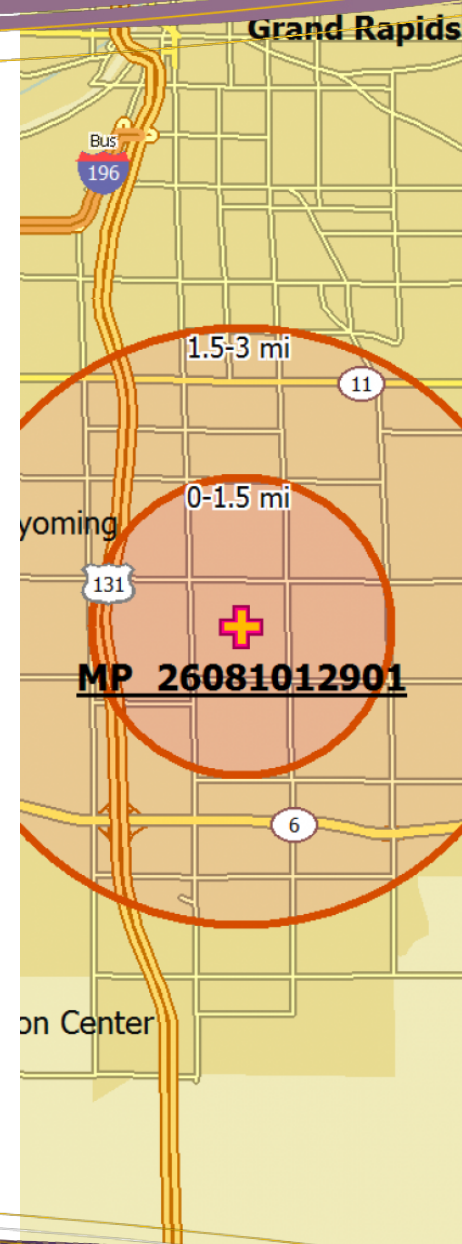 Grand Rapids
Bus
196
1.5-3 mi
11
0-1.5 mi
yoming
131
MP 26081012901
6
on Center